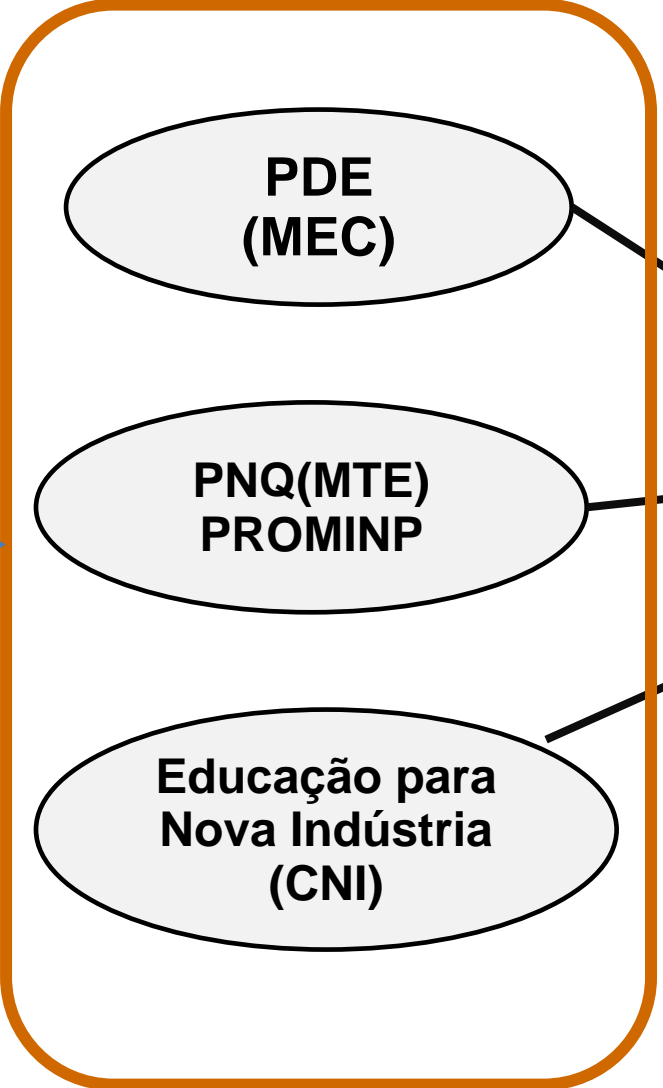 PDE
(MEC)
PNQ(MTE)
PROMINP
Educação para
Nova Indústria
(CNI)